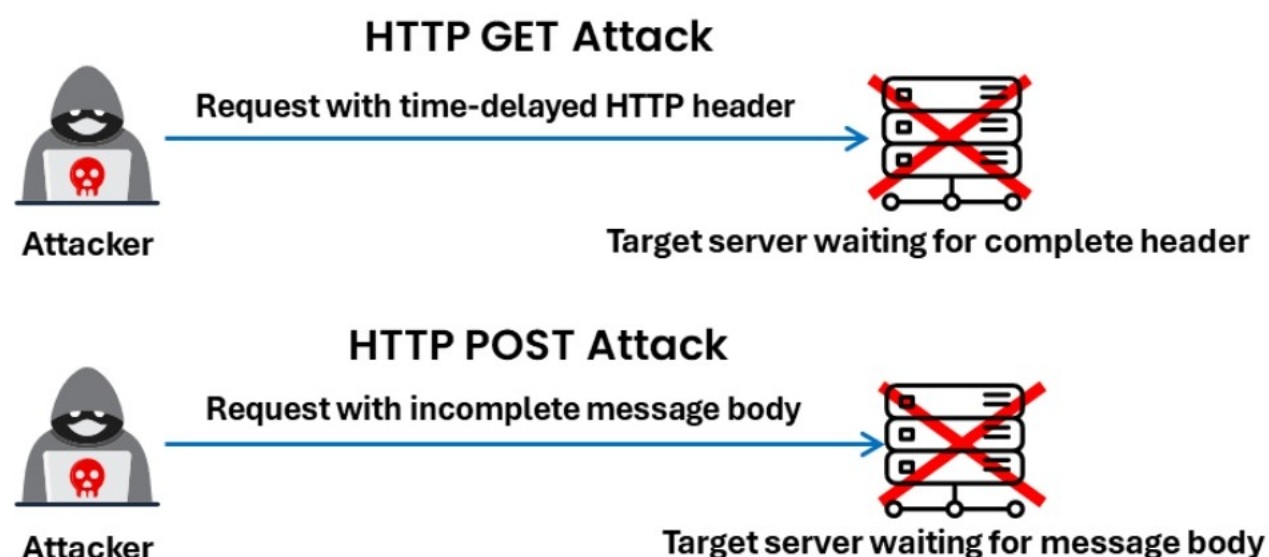 HTTP GET Attack
Request with time-delayed HTTP header
Attacker
Target server waiting for complete header
HTTP POST Attack
Request with incomplete message body
Attacker
Target server waiting for message body